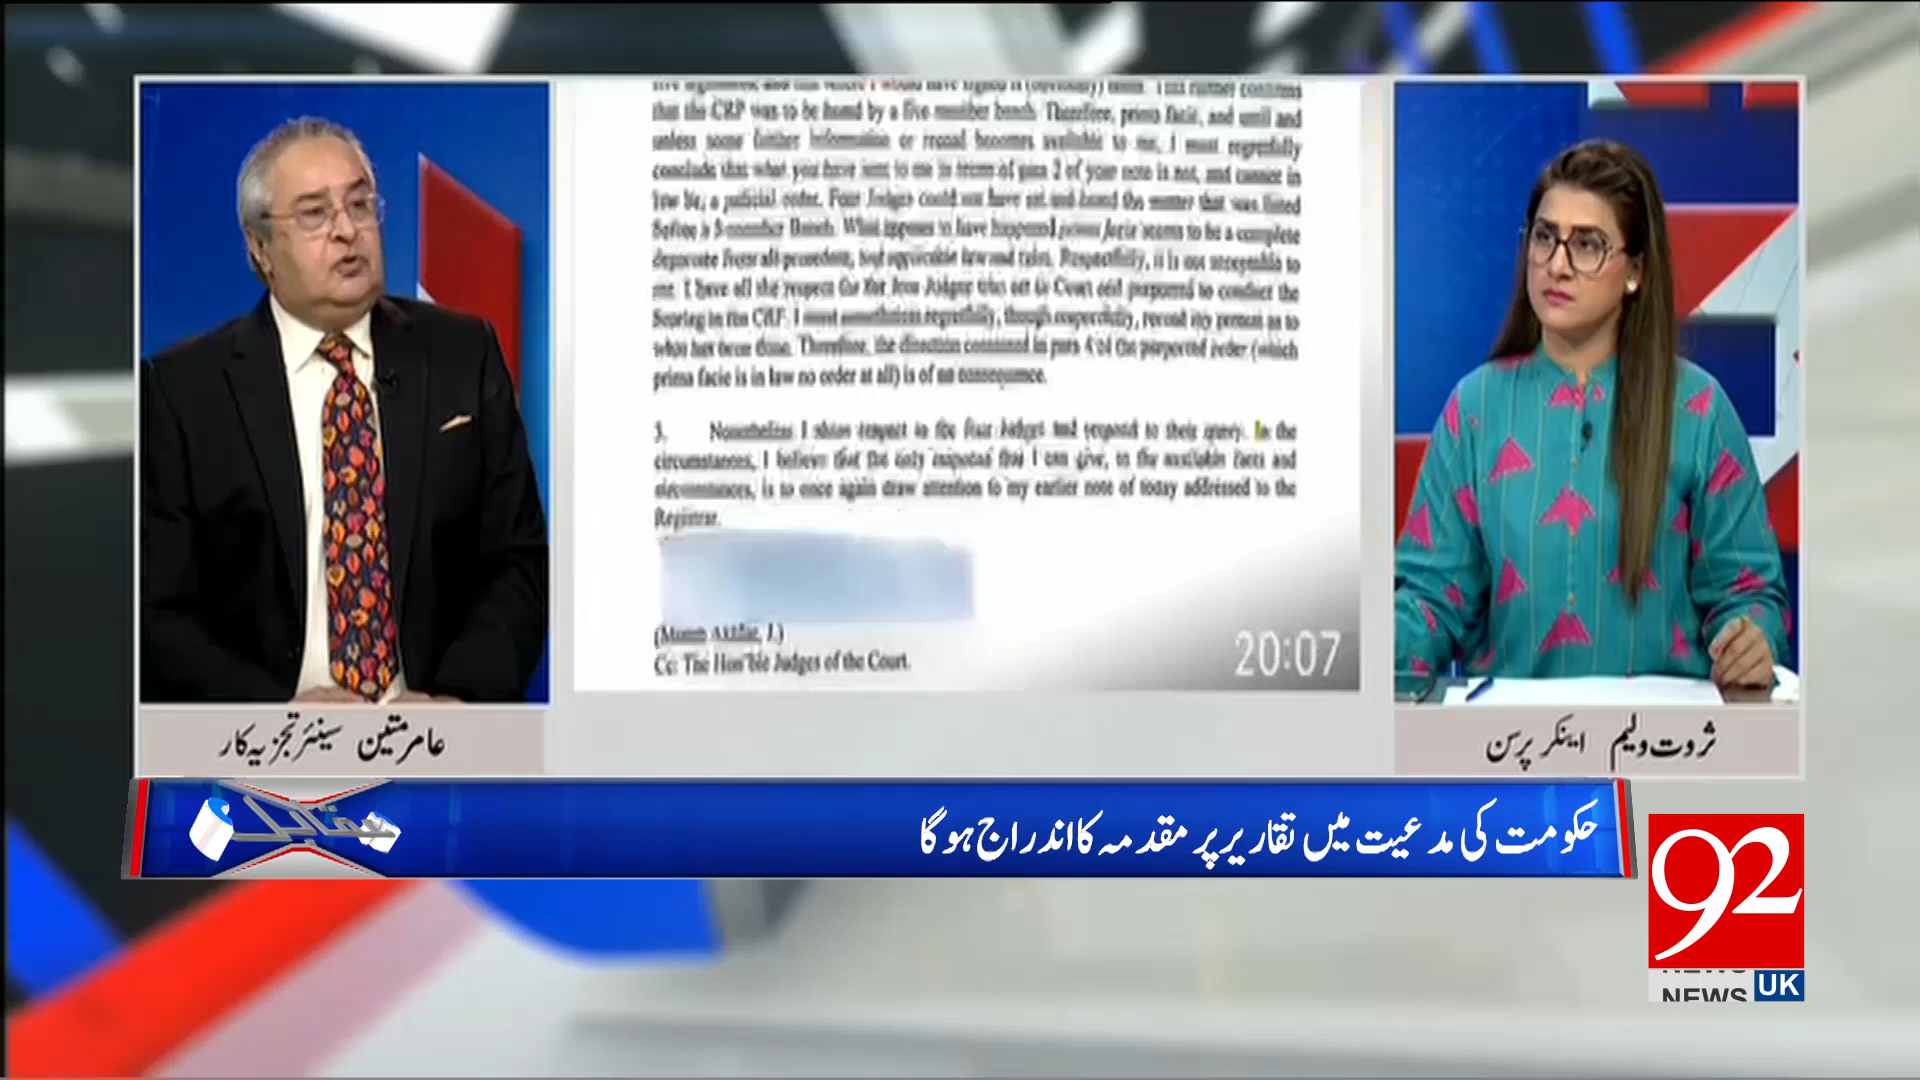 that the CRP was to be heard by a five member bench. Therefore, prima facie, and until and
unless some further information or record becomes available to me, I must regretfully
conclude that what you have sent to me in terms of para 2 of your note is not, and cannot in
law be, a judicial order. Four Judges could not have sat and heard the matter that was listed
before a 5-member Bench. What appears to have happened prima facie seems to be a complete
departure from all precedent, and applicable law and rules. Respectfully, it is not acceptable to
me. I have all the respect for the four Judges who sat in Court and purported to conduct the
hearing in the CRP. I must nonetheless regretfully, though respectfully, record my protest as to
what has been done. Therefore, the direction contained in para 4 of the purported order (which
prima facie is in law no order at all) is of no consequence.
3. Nonetheless I show respect to the four Judges and respond to their query. In the
circumstances, I believe that the only response that I can give, in the available facts and
circumstances, is to once again draw attention to my earlier note of today addressed to the
Registrar.
Cc: The Hon'ble Judges of the Court.
20:07
عامر متین سینئر تجزیہ کار
ثروت ولیم اینکر پرسن
مقابل
حکومت کی مدعیت میں تقاریر پر مقدمہ کا اندراج ہو گا
92
NEWS UK